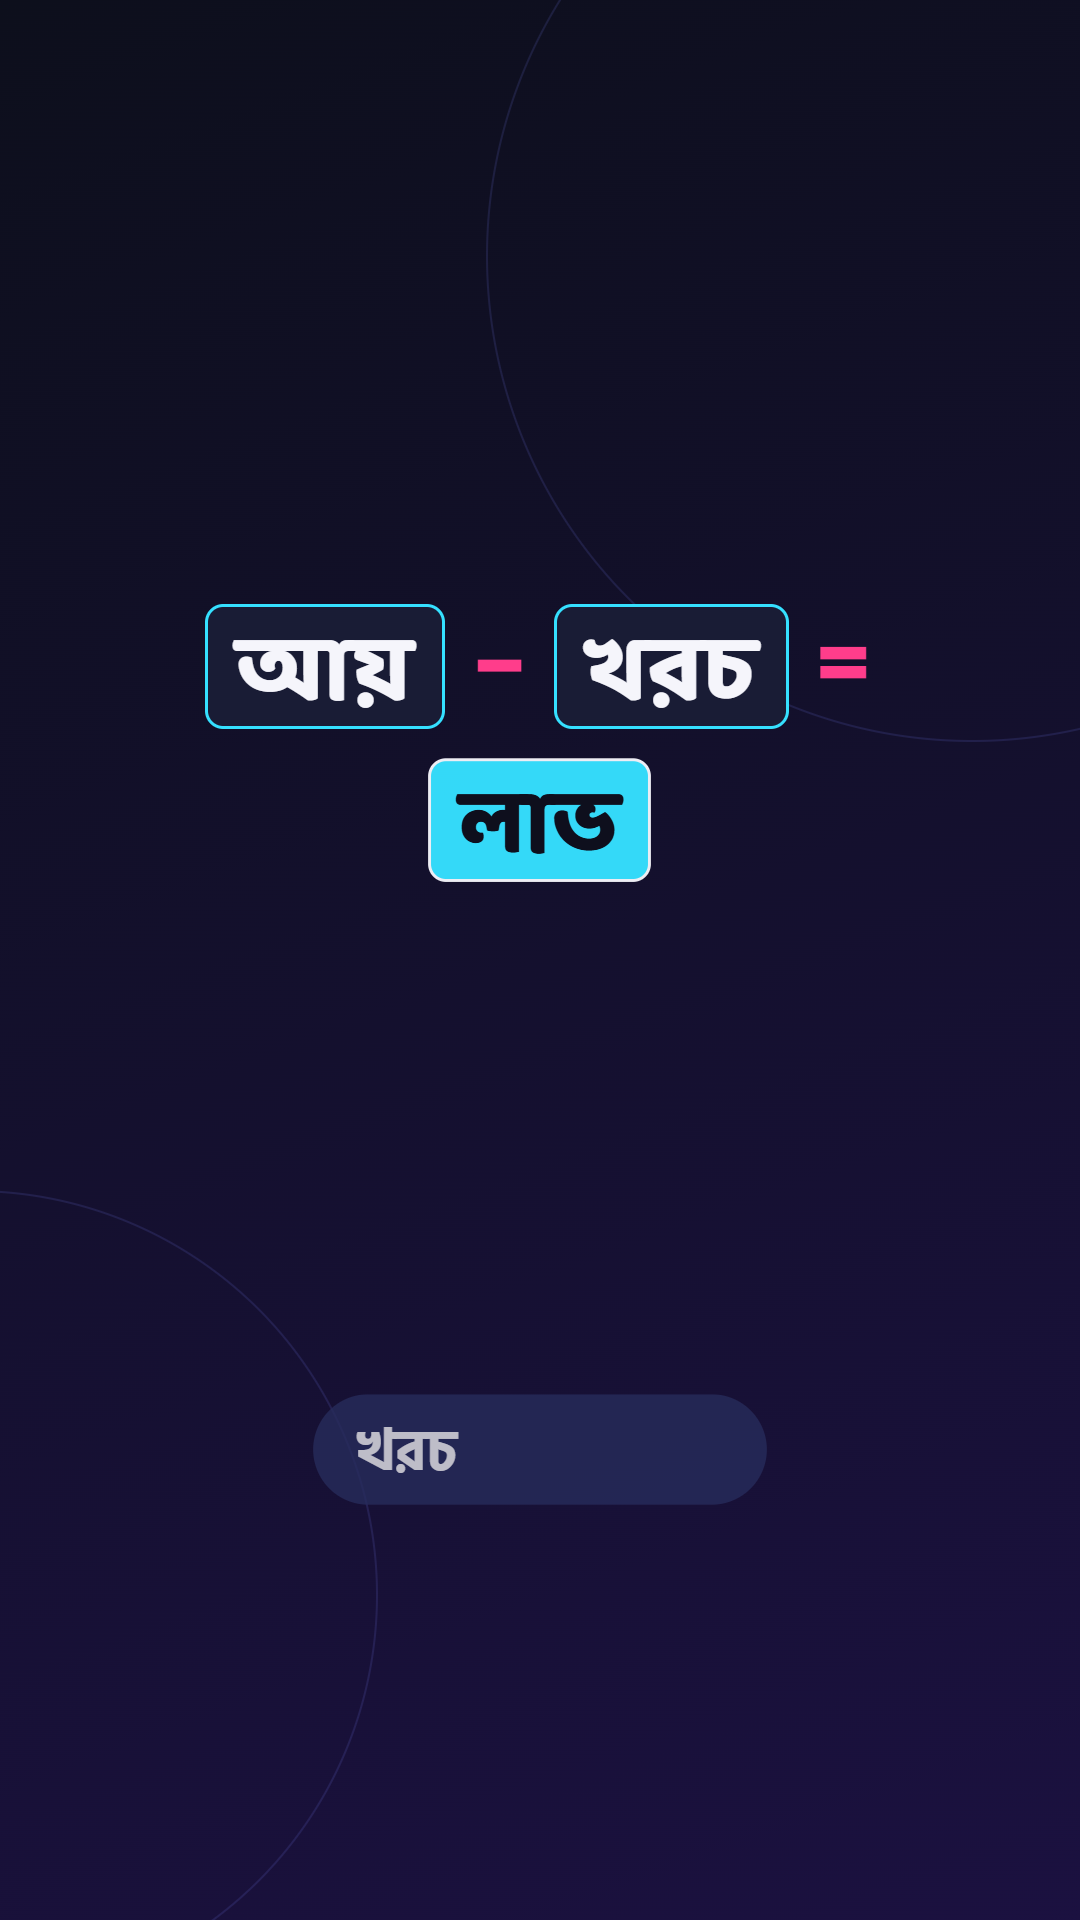 আয় – খরচ =
লাভ
খরচ